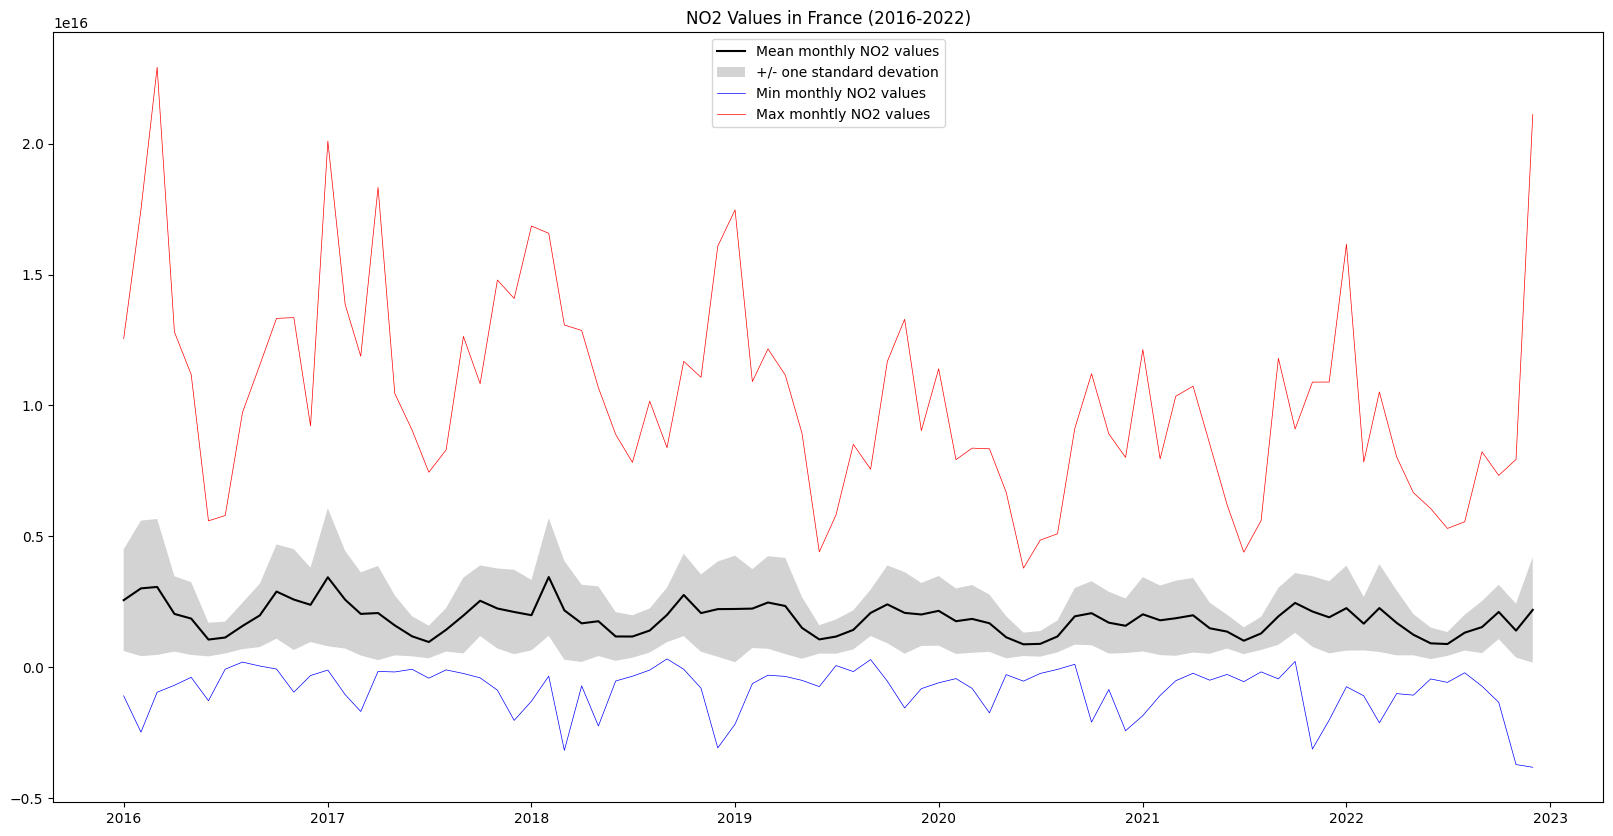 NO2 Values in France (2016-2022)
1e16
Mean monthly NO2 values
+/- one standard devation
Min monthly NO2 values
Max monhtly NO2 values
2.0
1.5
1.0
0.5
0.0
−0.5
2016 2017 2018 2019 2020 2021 2022 2023